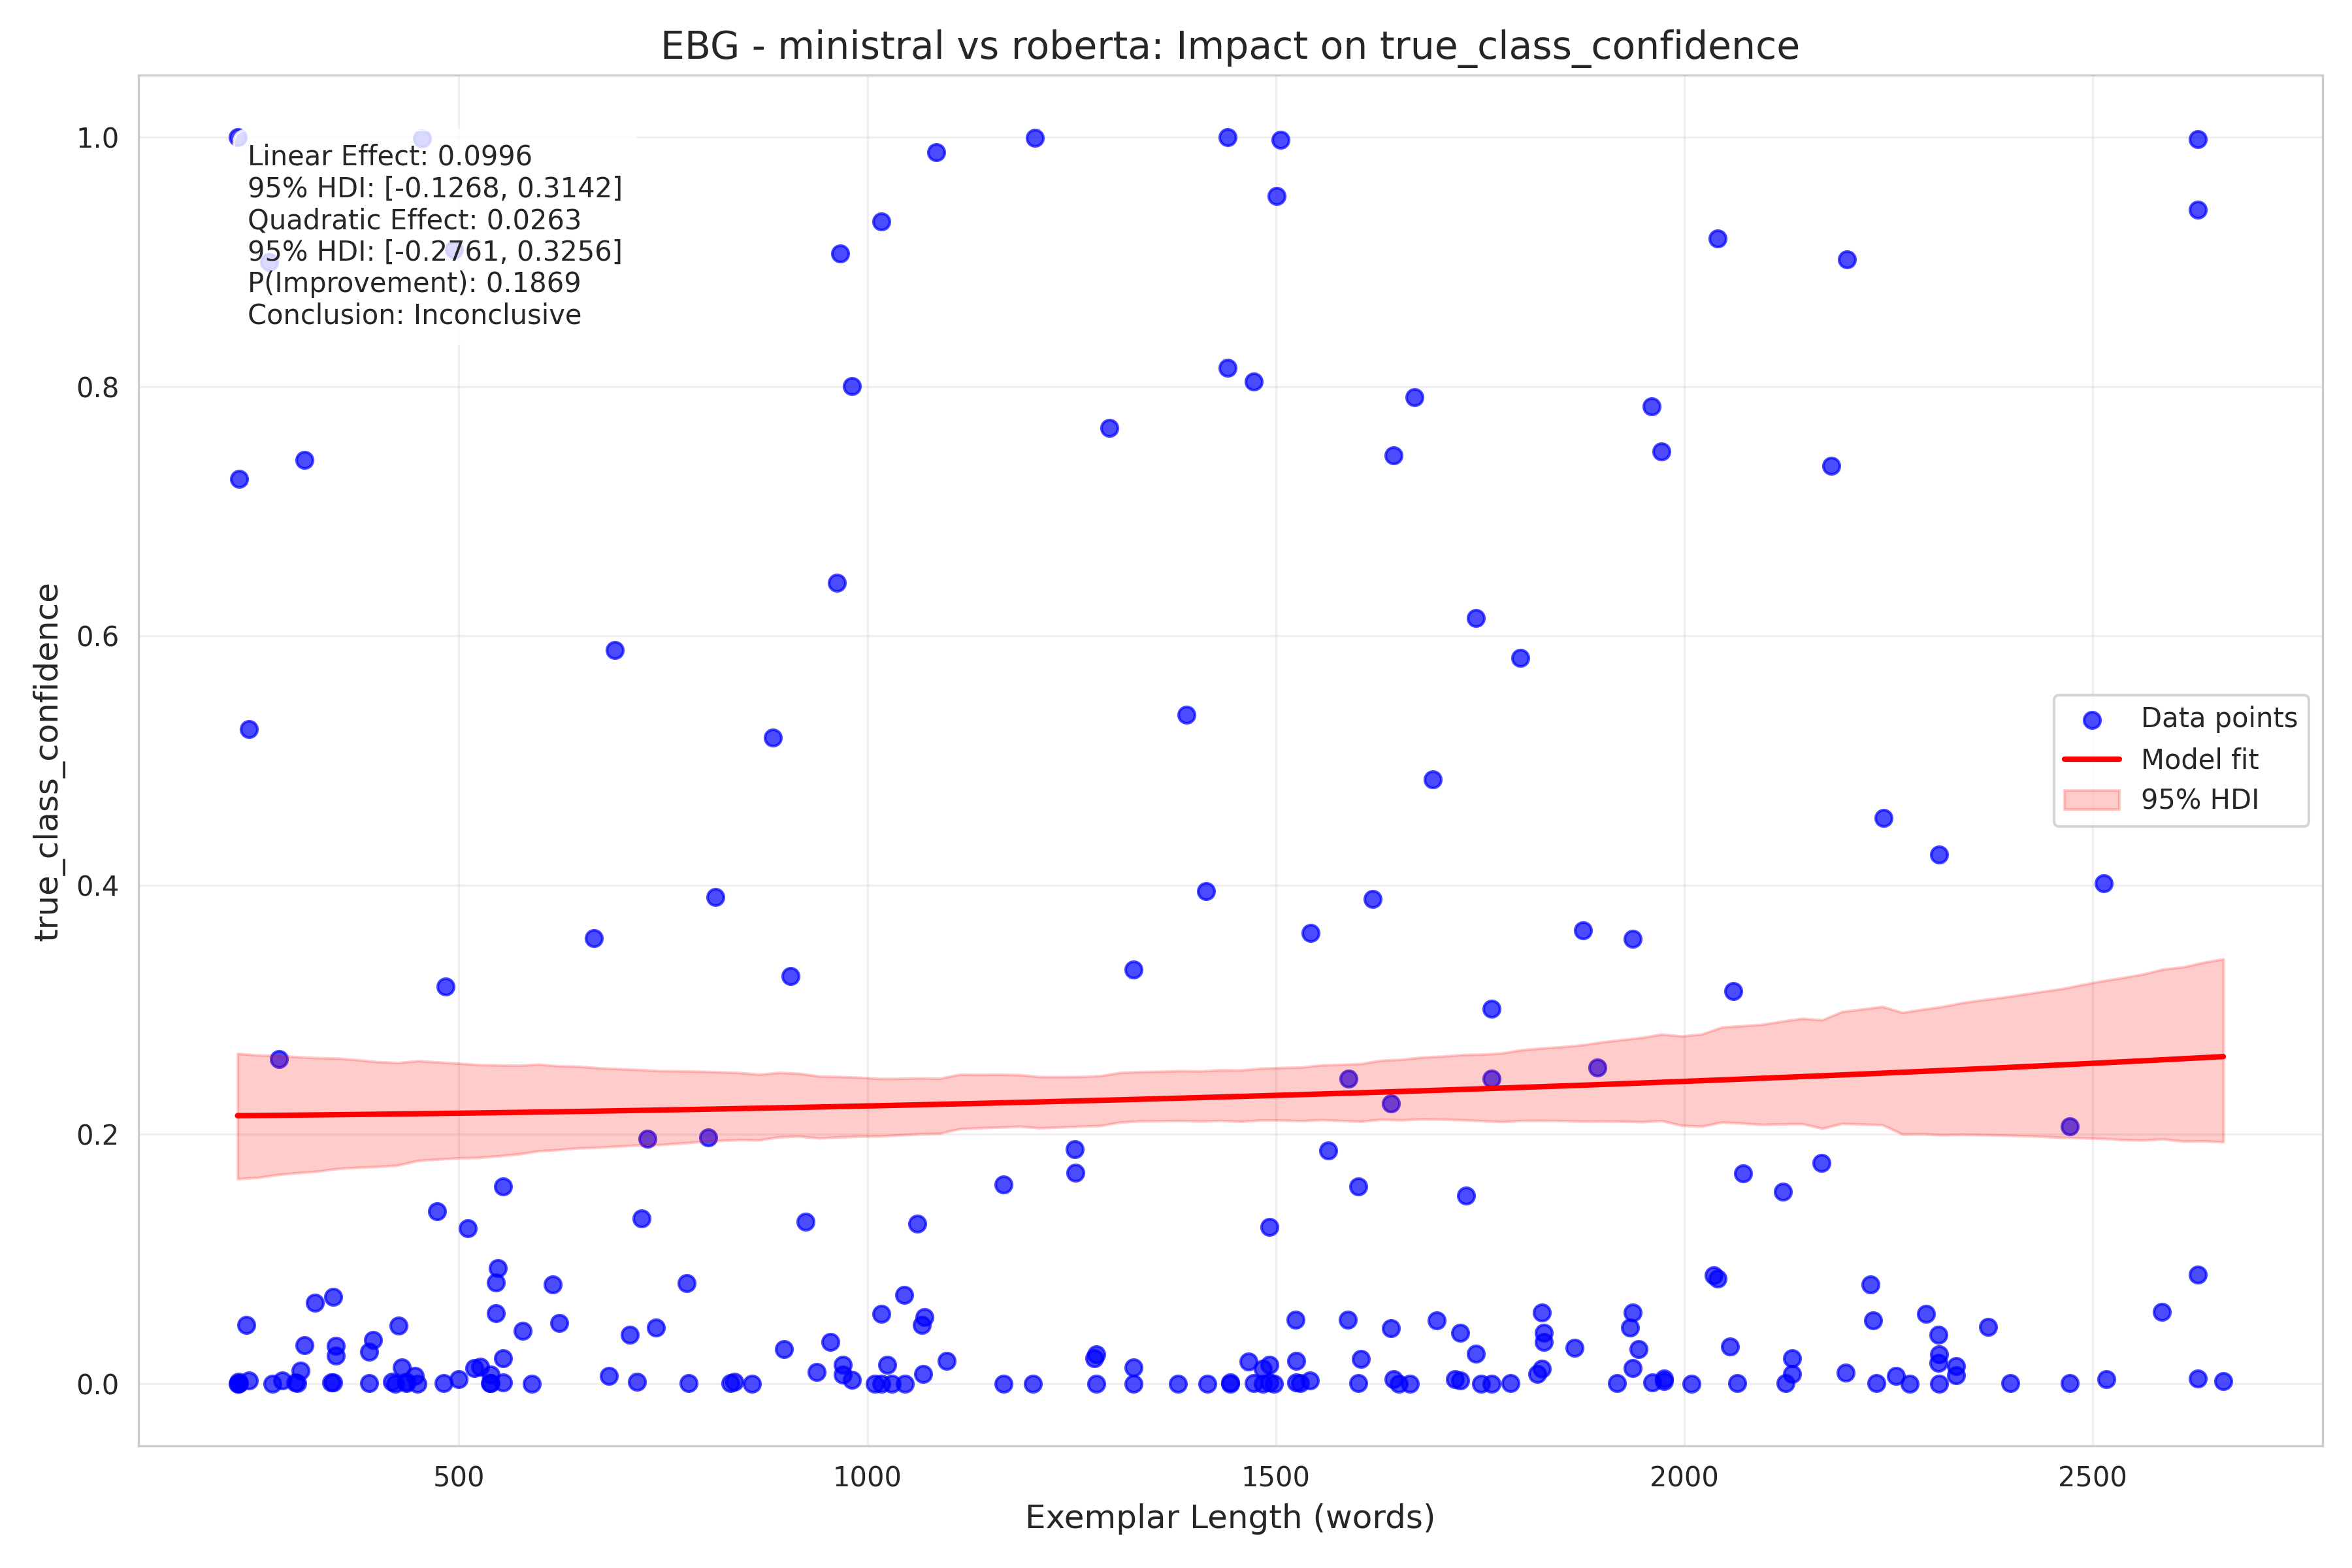 EBG - ministral vs roberta: Impact on true_class_confidence
Linear Effect: 0.0996
95% HDI: [-0.1268, 0.3142]
Quadratic Effect: 0.0263
95% HDI: [-0.2761, 0.3256]
P(Improvement): 0.1869
Conclusion: Inconclusive
true_class_confidence
1.0
0.8
0.6
0.4
0.2
0.0
Data points
Model fit
95% HDI
500
1000
1500
2000
2500
Exemplar Length (words)